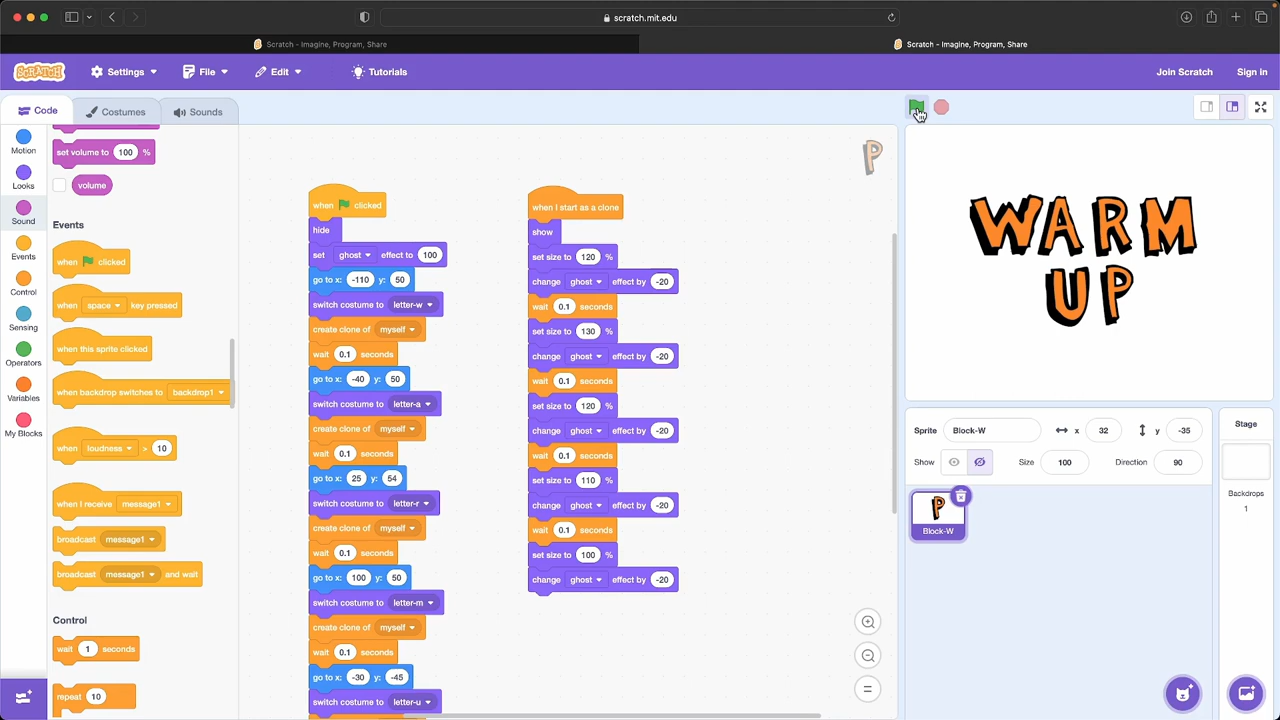 scratch.mit.edu
Scratch - Imagine, Program, Share
Scratch - Imagine, Program, Share
SCRATCH
Settings
File
Edit
Tutorials
Join Scratch
Sign in
Code
Costumes
Sounds
Motion
Looks
Sound
Events
Control
Sensing
Operators
Variables
My Blocks
set volume to 100 %
volume
Events
when clicked
when space key pressed
when this sprite clicked
when backdrop switches to backdrop1
when loudness > 10
when I receive message1
broadcast message1
broadcast message1 and wait
Control
wait 1 seconds
repeat 10
when clicked
hide
set ghost effect to 100
go to x: -110 y: 50
switch costume to letter-w
create clone of myself
wait 0.1 seconds
go to x: -40 y: 50
switch costume to letter-a
create clone of myself
wait 0.1 seconds
go to x: 25 y: 54
switch costume to letter-r
create clone of myself
wait 0.1 seconds
go to x: 100 y: 50
switch costume to letter-m
create clone of myself
wait 0.1 seconds
go to x: -30 y: -45
switch costume to letter-u
when I start as a clone
show
set size to 120 %
change ghost effect by -20
wait 0.1 seconds
set size to 130 %
change ghost effect by -20
wait 0.1 seconds
set size to 120 %
change ghost effect by -20
wait 0.1 seconds
set size to 110 %
change ghost effect by -20
wait 0.1 seconds
set size to 100 %
change ghost effect by -20
P
WARM
UP
Sprite Block-W x 32 y -35
Show Size 100 Direction 90
P
Block-W
Stage
Backdrops
1